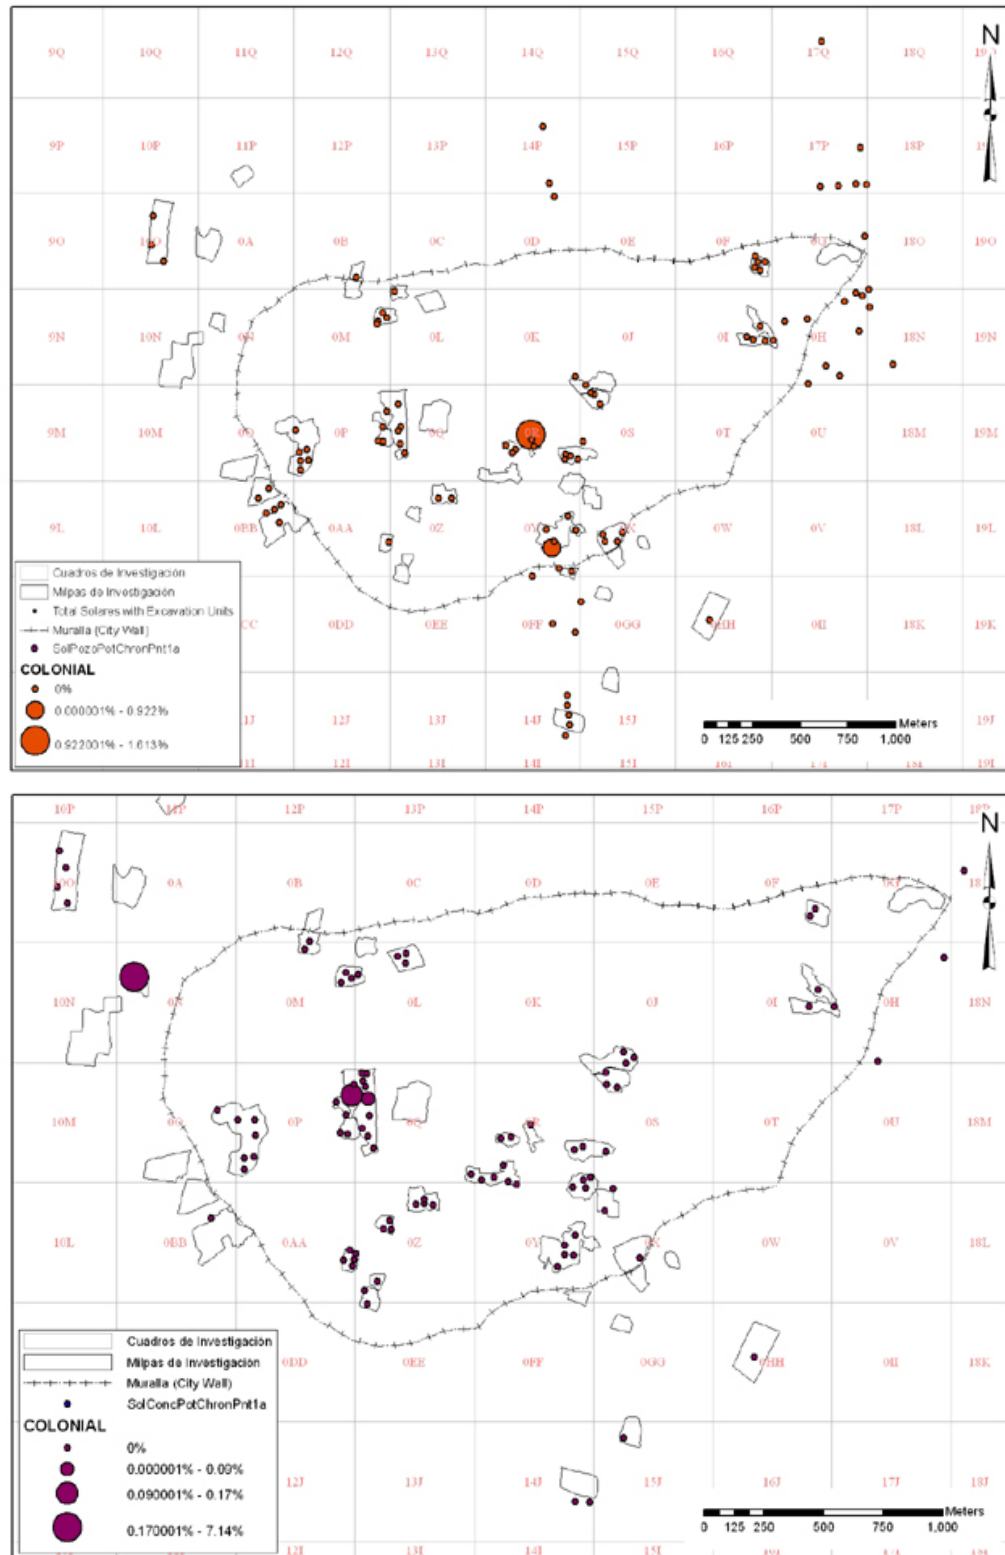 9Q 10Q 11Q 12Q 13Q 14Q 15Q 16Q 17Q 18Q
N
9P 10P 11P 12P 13P 14P 15P 16P 17P 18P
9O 0A 0B 0C 0D 0E 0F 18O 19O
9N 10N 0M 0L 0K 0J 0I 0H 18N 19N
9M 10M 0P 0Q 0S 0T 0U 18M 19M
9L 10L 0BB 0AA 0Z 0W 0V 18L 19L
Cuadros de Investigación
Milpas de Investigación
Total Solares with Excavation Units
Muralla (City Wall)
SolPozoPotChronPnt1a
COLONIAL
0%
0.000001% - 0.922%
0.922001% - 1.613%
0DD 0EE 0FF 0GG 0HH 0II 18K 19K
12J 13J 14J 15J 19J
Meters
0 125 250 500 750 1,000
12I 13I 14I 15I 19I
10P 12P 13P 14P 15P 16P 17P 18P
N
0A 0B 0C 0D 0E 0F
10N 0M 0L 0K 0J 0I 0H 18N
10M 0P 0S 0T 0U 18M
10L 0BB 0AA 0Z 0W 0V 18L
Cuadros de Investigación
Milpas de Investigación
Muralla (City Wall)
SolConcPotChronPnt1a
COLONIAL
0%
0.000001% - 0.09%
0.090001% - 0.17%
0.170001% - 7.14%
0DD 0EE 0FF 0GG 0HH 0II 18K
12J 13J 14J 15J 16J 17J 18J
Meters
0 125 250 500 750 1,000